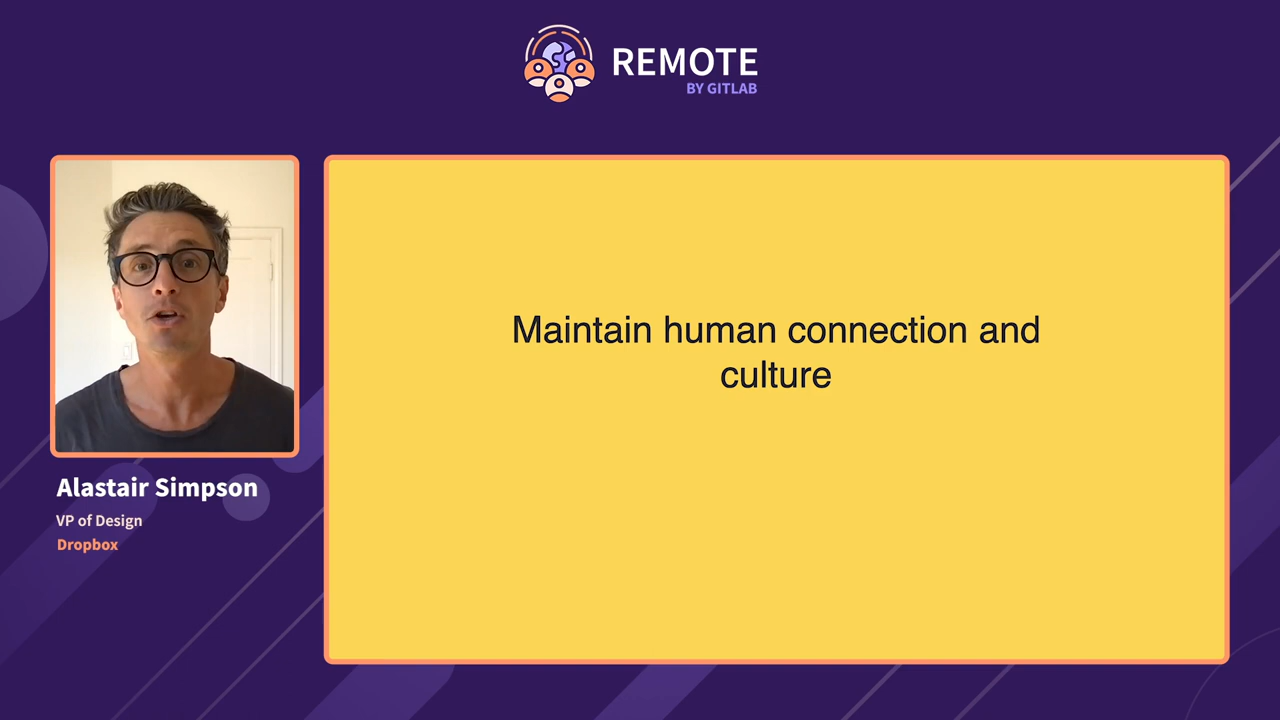 REMOTE
BY GITLAB
Maintain human connection and
culture
Alastair Simpson
VP of Design
Dropbox